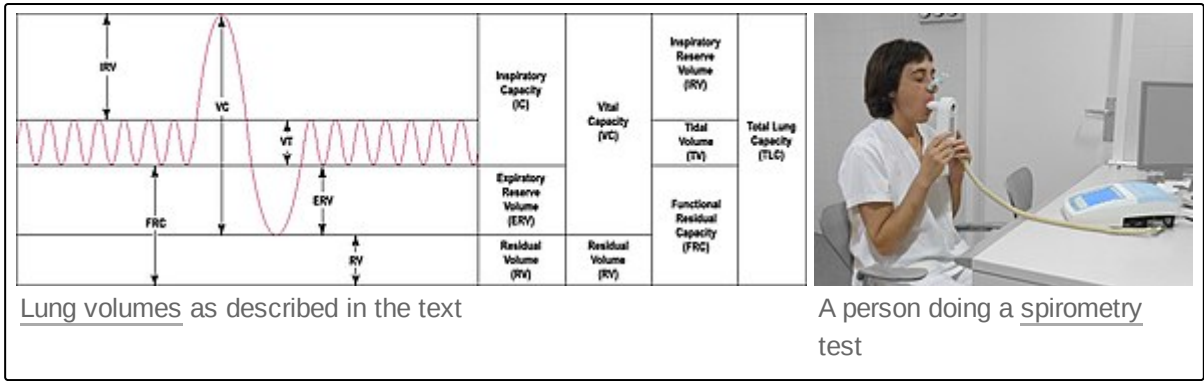 IRV
VC
VT
ERV
FRC
RV
Inspiratory
Capacity
(IC)
Expiratory
Reserve
Volume
(ERV)
Residual
Volume
(RV)
Vital
Capacity
(VC)
Residual
Volume
(RV)
Inspiratory
Reserve
Volume
(IRV)
Tidal
Volume
(TV)
Functional
Residual
Capacity
(FRC)
Total Lung
Capacity
(TLC)
Lung volumes as described in the text
A person doing a spirometry
test